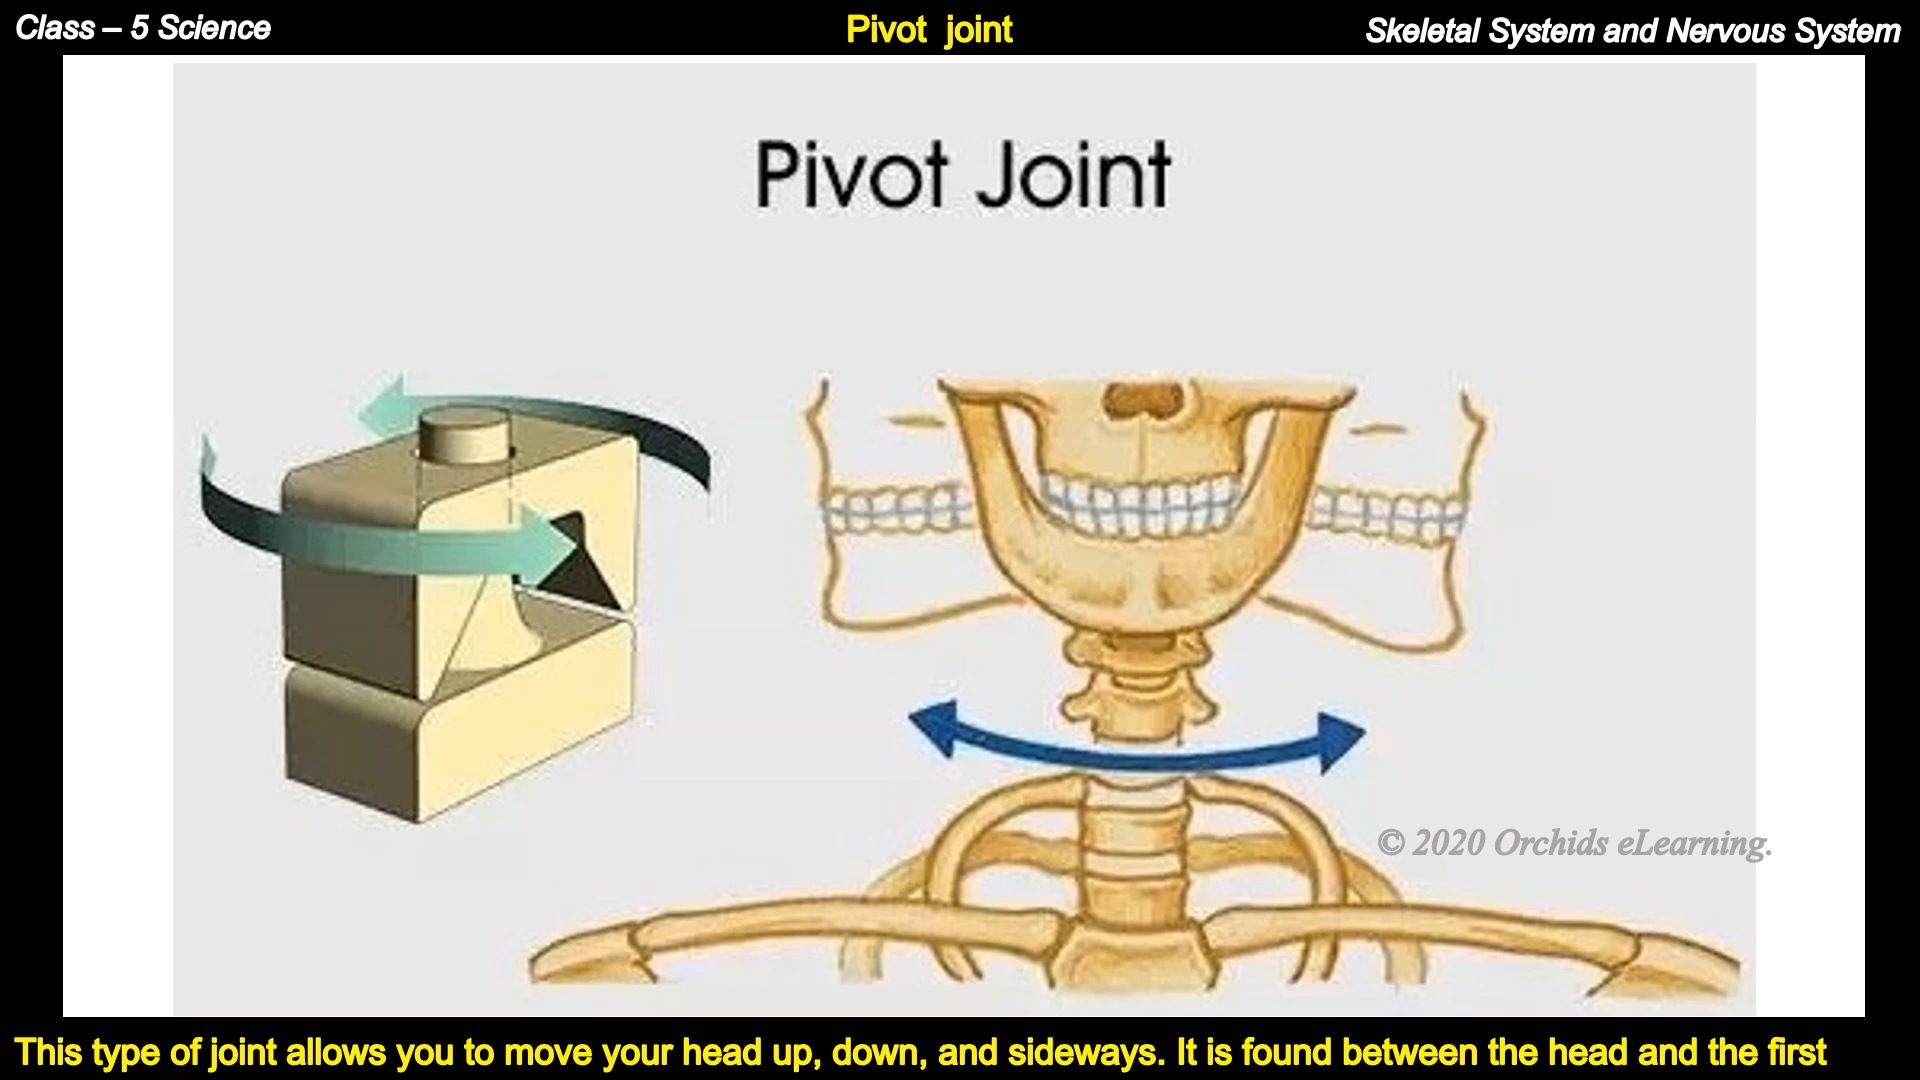 Class – 5 Science
Pivot joint
Skeletal System and Nervous System
Pivot Joint
© 2020 Orchids eLearning.
This type of joint allows you to move your head up, down, and sideways. It is found between the head and the first